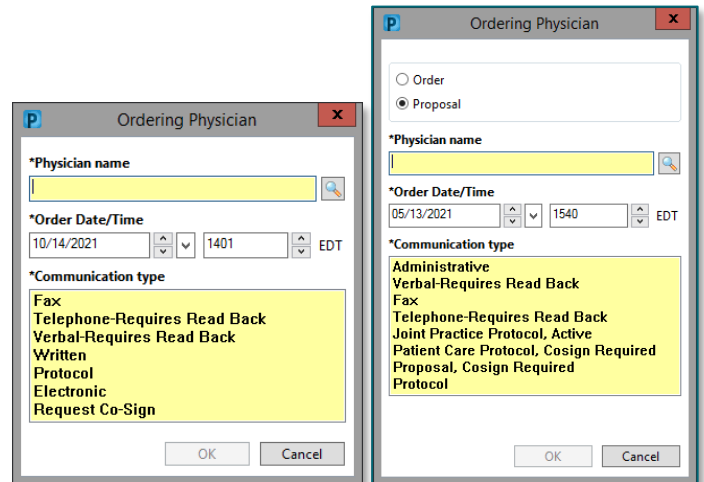 Ordering Physician
*Physician name
*Order Date/Time
10/14/2021 1401 EDT
*Communication type
Fax
Telephone-Requires Read Back
Verbal-Requires Read Back
Written
Protocol
Electronic
Request Co-Sign
OK Cancel
Ordering Physician
Order
Proposal
*Physician name
*Order Date/Time
05/13/2021 1540 EDT
*Communication type
Administrative
Verbal-Requires Read Back
Fax
Telephone-Requires Read Back
Joint Practice Protocol, Active
Patient Care Protocol, Cosign Required
Proposal, Cosign Required
Protocol
OK Cancel